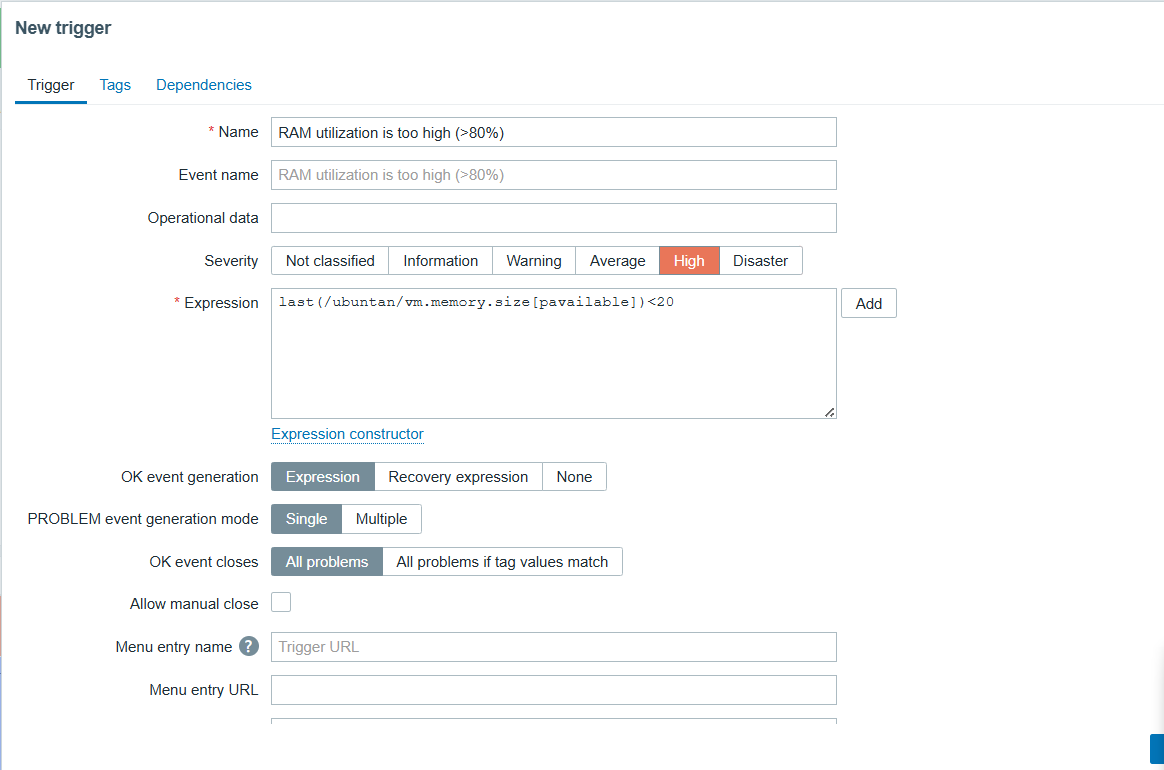 New trigger
Trigger Tags Dependencies
* Name RAM utilization is too high (>80%)
Event name RAM utilization is too high (>80%)
Operational data
Severity Not classified Information Warning Average High Disaster
* Expression last(/ubuntan/vm.memory.size[pavailable])<20 Add
Expression constructor
OK event generation Expression Recovery expression None
PROBLEM event generation mode Single Multiple
OK event closes All problems All problems if tag values match
Allow manual close
Menu entry name ? Trigger URL
Menu entry URL